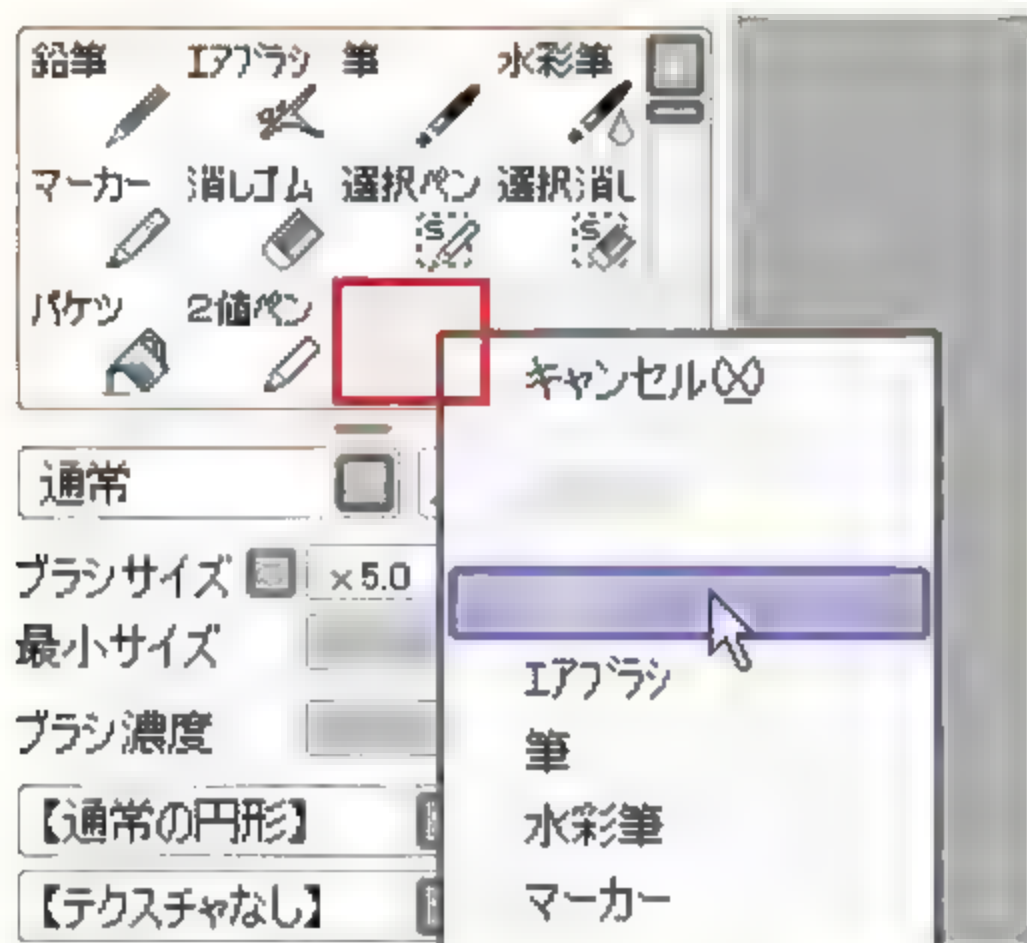 鉛筆 エアブラシ 筆 水彩筆
マーカー 消しゴム 選択ペン 選択消し
S S
バケツ 2値ペン
キャンセル(X)
通常
ブラシサイズ ×5.0
最小サイズ
エアブラシ
ブラシ濃度
筆
【通常の円形】
水彩筆
【テクスチャなし】
マーカー